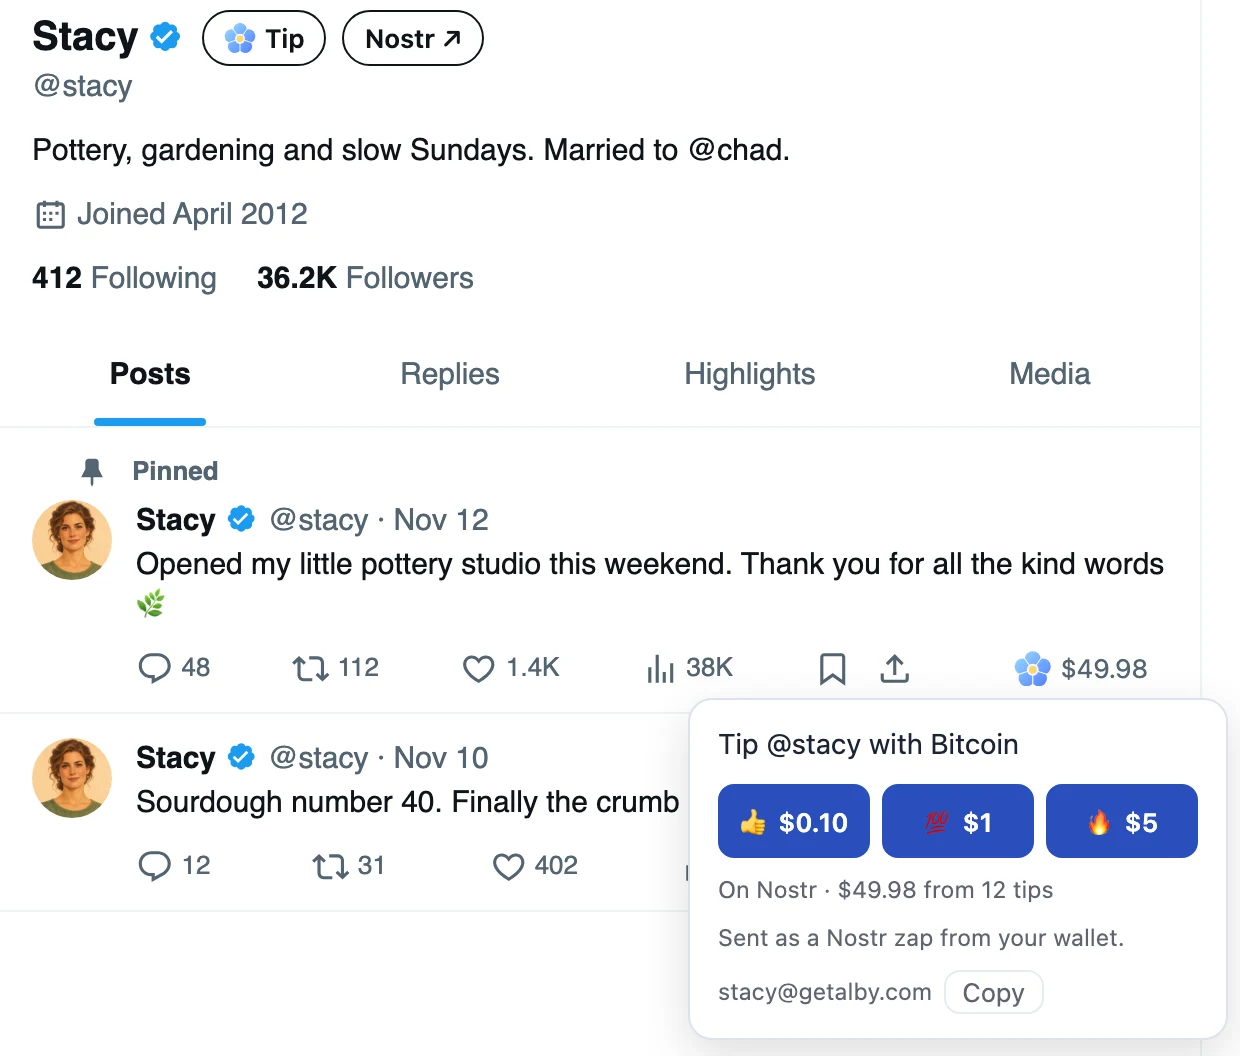 Stacy Tip Nostr ↗
@stacy
Pottery, gardening and slow Sundays. Married to @chad.
Joined April 2012
412 Following 36.2K Followers
Posts Replies Highlights Media
Pinned
Stacy @stacy · Nov 12
Opened my little pottery studio this weekend. Thank you for all the kind words
🌿
48 112 1.4K 38K $49.98
Stacy @stacy · Nov 10
Sourdough number 40. Finally the crumb
12 31 402
Tip @stacy with Bitcoin
👍 $0.10 💯 $1 🔥 $5
On Nostr · $49.98 from 12 tips
Sent as a Nostr zap from your wallet.
stacy@getalby.com Copy